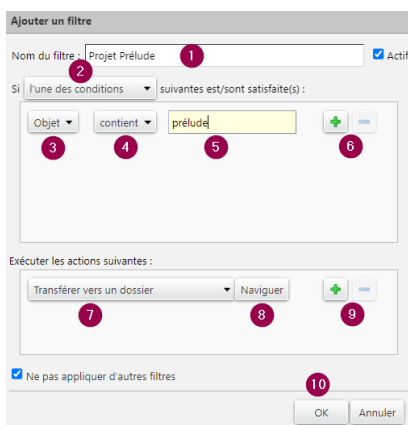 Ajouter un filtre
Nom du filtre : Projet Prélude 1 Actif
2
Si l'une des conditions suivantes est/sont satisfaite(s) :
Objet contient prélude
3 4 5 6
Exécuter les actions suivantes :
Transférer vers un dossier Naviguer
7 8 9
Ne pas appliquer d'autres filtres
10
OK Annuler